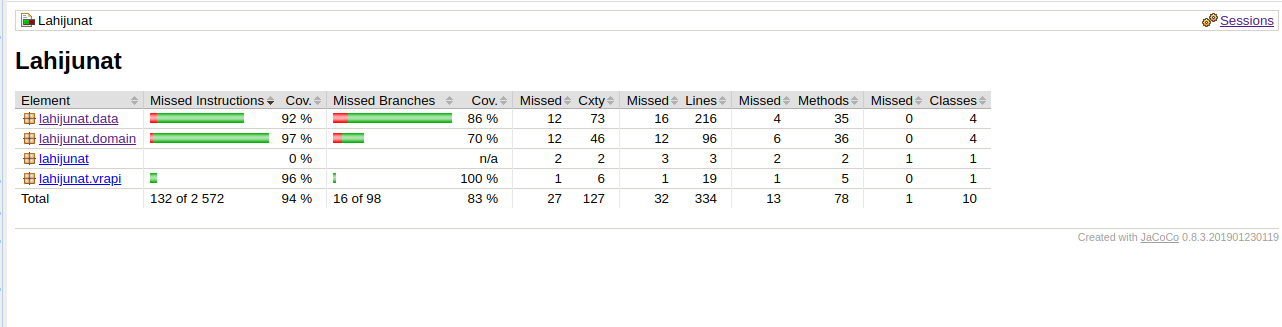 Lahijunat Sessions
Lahijunat
Element Missed Instructions Cov. Missed Branches Cov. Missed Cxty Missed Lines Missed Methods Missed Classes
lahijunat.data 92 % 86 % 12 73 16 216 4 35 0 4
lahijunat.domain 97 % 70 % 12 46 12 96 6 36 0 4
lahijunat 0 % n/a 2 2 3 3 2 2 1 1
lahijunat.vrapi 96 % 100 % 1 6 1 19 1 5 0 1
Total 132 of 2 572 94 % 16 of 98 83 % 27 127 32 334 13 78 1 10
Created with JaCoCo 0.8.3.201901230119